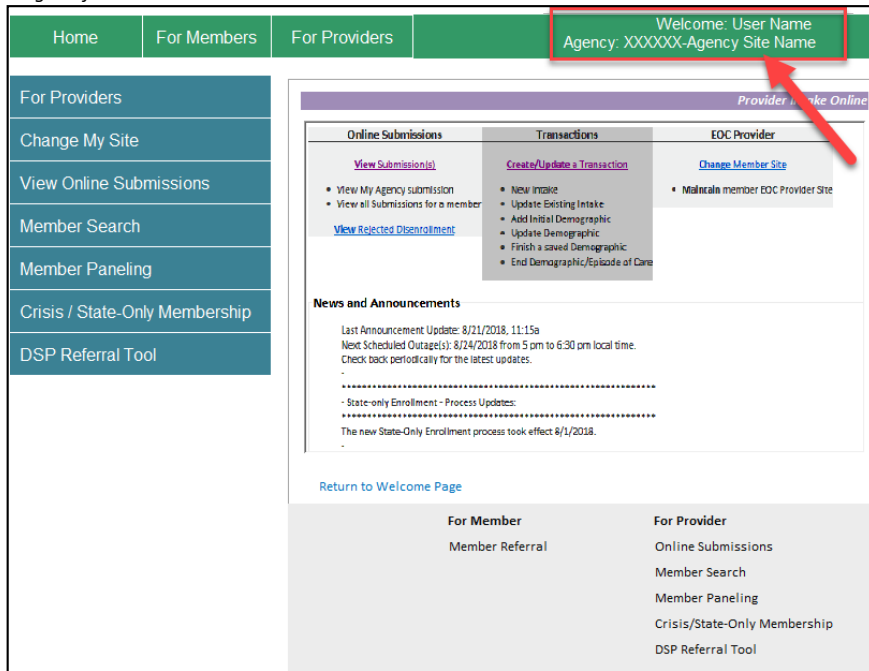 Home
For Members
For Providers
Welcome: User Name
Agency: XXXXXX-Agency Site Name
For Providers
Change My Site
View Online Submissions
Member Search
Member Paneling
Crisis / State-Only Membership
DSP Referral Tool
Provider Intake Online
Online Submissions
View Submission(s)
• View My Agency submission
• View all Submissions for a member
View Rejected Disenrollment
Transactions
Create/Update a Transaction
• New Intake
• Update Existing Intake
• Add Initial Demographic
• Update Demographic
• Finish a saved Demographic
• End Demographic/Episode of Care
EOC Provider
Change Member Site
• Maintain member EOC Provider Site
News and Announcements
Last Announcement Update: 8/21/2018, 11:15a
Next Scheduled Outage(s): 8/24/2018 from 5 pm to 6:30 pm local time.
Check back periodically for the latest updates.
-
****************************************************************
- State-only Enrollment - Process Updates:
****************************************************************
The new State-Only Enrollment process took effect 8/1/2018.
-
Return to Welcome Page
For Member
Member Referral
For Provider
Online Submissions
Member Search
Member Paneling
Crisis/State-Only Membership
DSP Referral Tool